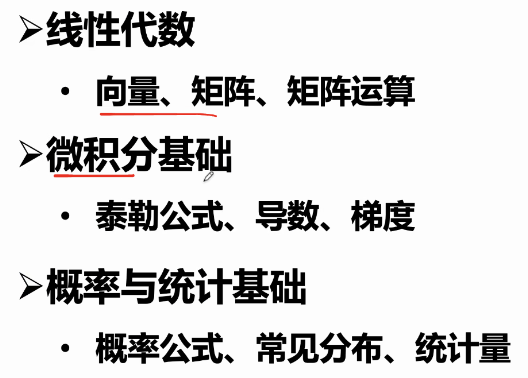 ➢线性代数
• 向量、矩阵、矩阵运算
➢微积分基础
• 泰勒公式、导数、梯度
➢概率与统计基础
• 概率公式、常见分布、统计量